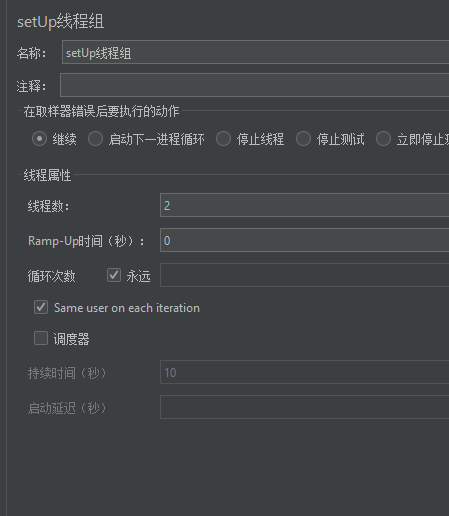 setUp线程组
名称： setUp线程组
注释：
在取样器错误后要执行的动作
继续 启动下一进程循环 停止线程 停止测试 立即停止
线程属性
线程数： 2
Ramp-Up时间（秒）： 0
循环次数 永远
Same user on each iteration
调度器
持续时间（秒） 10
启动延迟（秒）